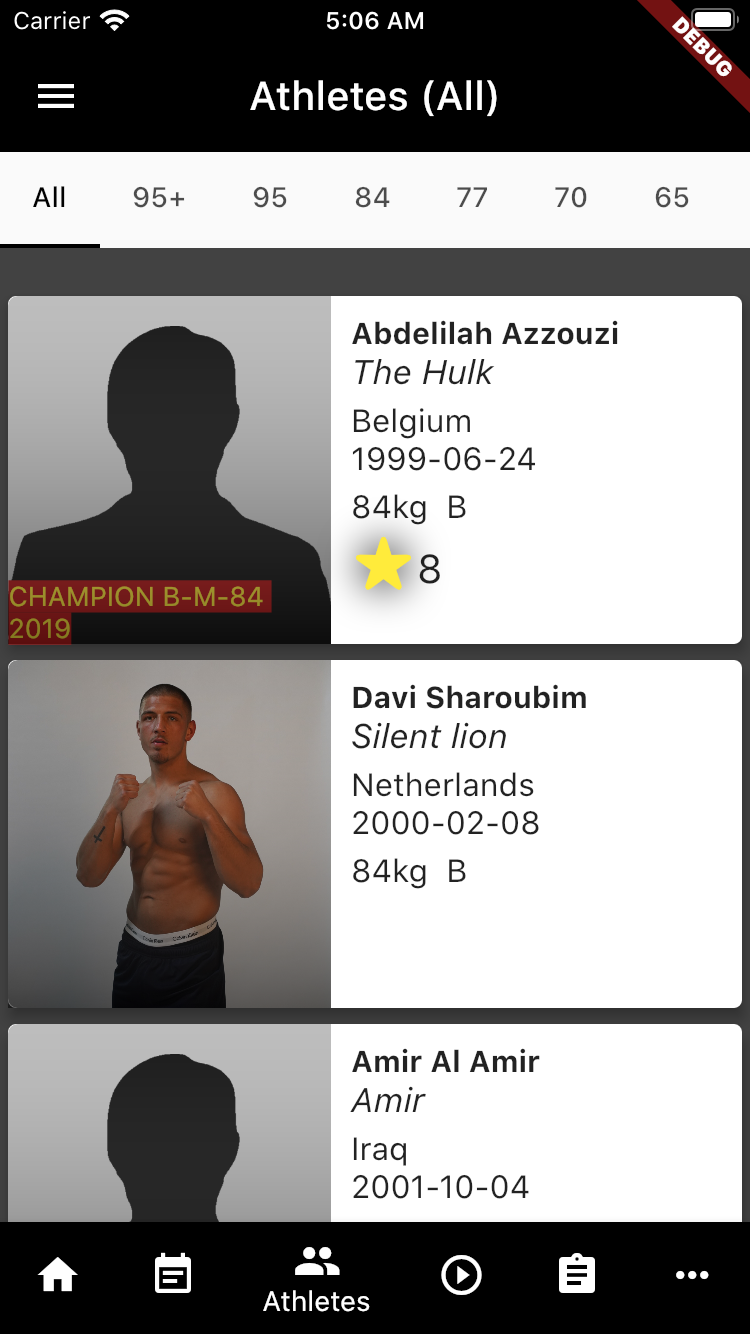 Carrier 5:06 AM
DEBUG
Athletes (All)
All 95+ 95 84 77 70 65
Abdelilah Azzouzi
The Hulk
Belgium
1999-06-24
84kg B
8
CHAMPION B-M-84
2019
Davi Sharoubim
Silent lion
Netherlands
2000-02-08
84kg B
Amir Al Amir
Amir
Iraq
2001-10-04
Athletes